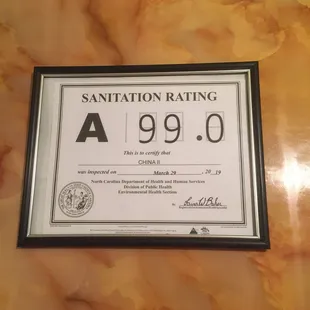 SANITATION RATING
A 99.0
This is to certify that
CHINA II
was inspected on March 29, 20 19
North Carolina Department of Health and Human Services
Division of Public Health
Environmental Health Section
By